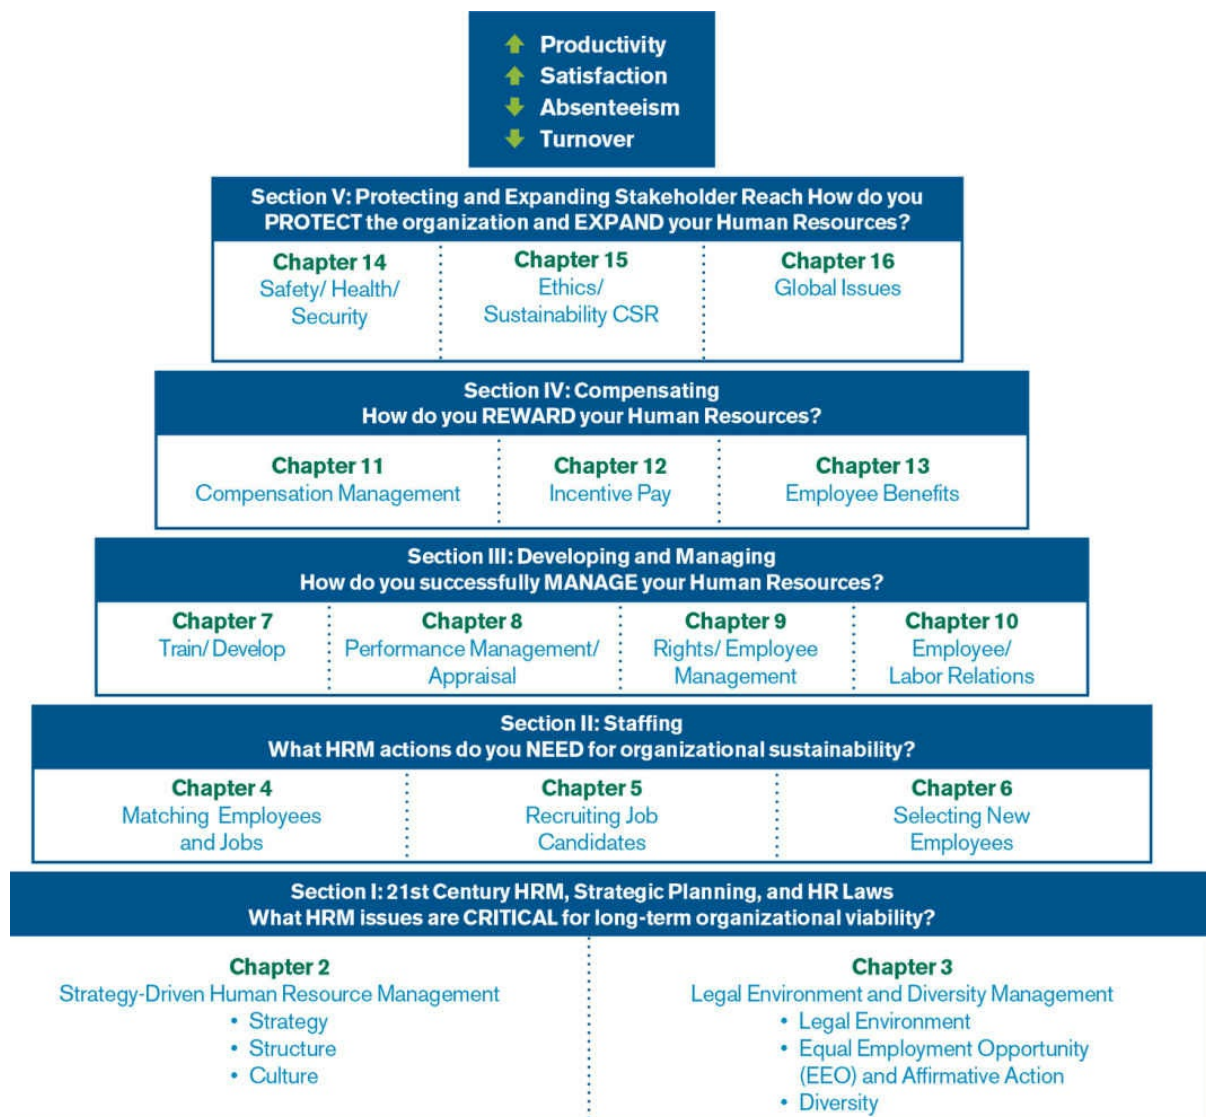 Productivity
Satisfaction
Absenteeism
Turnover
Section V: Protecting and Expanding Stakeholder Reach How do you
PROTECT the organization and EXPAND your Human Resources?
Chapter 14
Safety/ Health/
Security
Chapter 15
Ethics/
Sustainability CSR
Chapter 16
Global Issues
Section IV: Compensating
How do you REWARD your Human Resources?
Chapter 11
Compensation Management
Chapter 12
Incentive Pay
Chapter 13
Employee Benefits
Section III: Developing and Managing
How do you successfully MANAGE your Human Resources?
Chapter 7
Train/ Develop
Chapter 8
Performance Management/
Appraisal
Chapter 9
Rights/ Employee
Management
Chapter 10
Employee/
Labor Relations
Section II: Staffing
What HRM actions do you NEED for organizational sustainability?
Chapter 4
Matching Employees
and Jobs
Chapter 5
Recruiting Job
Candidates
Chapter 6
Selecting New
Employees
Section I: 21st Century HRM, Strategic Planning, and HR Laws
What HRM issues are CRITICAL for long-term organizational viability?
Chapter 2
Strategy-Driven Human Resource Management
• Strategy
• Structure
• Culture
Chapter 3
Legal Environment and Diversity Management
• Legal Environment
• Equal Employment Opportunity
(EEO) and Affirmative Action
• Diversity